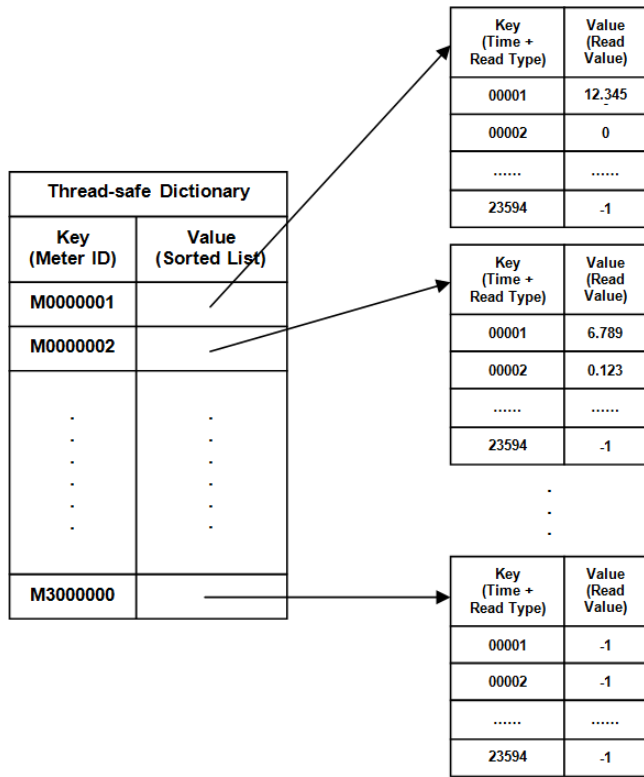 Thread-safe Dictionary
Key
(Meter ID)
Value
(Sorted List)
M0000001
M0000002
.
.
.
.
.
.
.
.
.
.
.
.
M3000000
Key
(Time +
Read Type)
Value
(Read
Value)
00001
12.345
00002
0
......
......
23594
-1
Key
(Time +
Read Type)
Value
(Read
Value)
00001
6.789
00002
0.123
......
......
23594
-1
.
.
.
Key
(Time +
Read Type)
Value
(Read
Value)
00001
-1
00002
-1
......
......
23594
-1